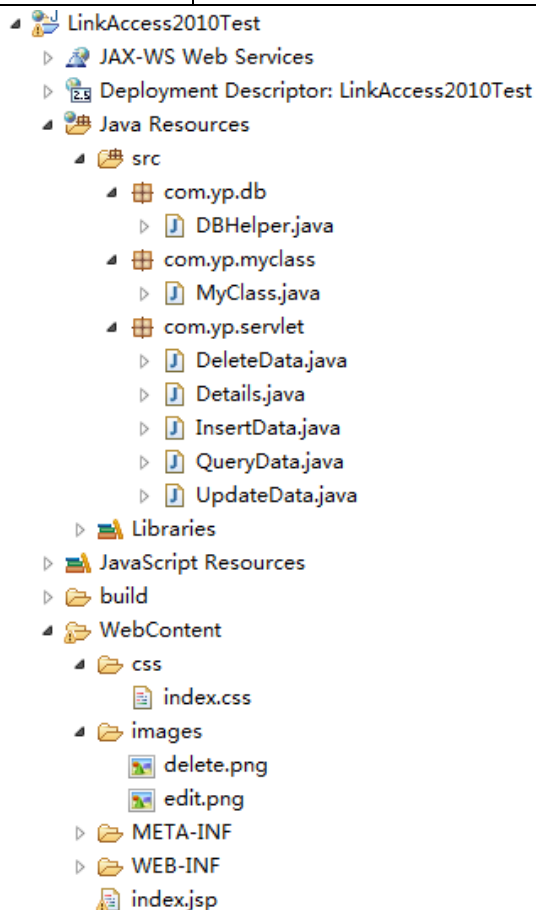 LinkAccess2010Test
JAX-WS Web Services
2.5 Deployment Descriptor: LinkAccess2010Test
Java Resources
src
com.yp.db
J DBHelper.java
com.yp.myclass
J MyClass.java
com.yp.servlet
J DeleteData.java
J Details.java
J InsertData.java
J QueryData.java
J UpdateData.java
Libraries
JavaScript Resources
build
WebContent
css
index.css
images
delete.png
edit.png
META-INF
WEB-INF
index.jsp